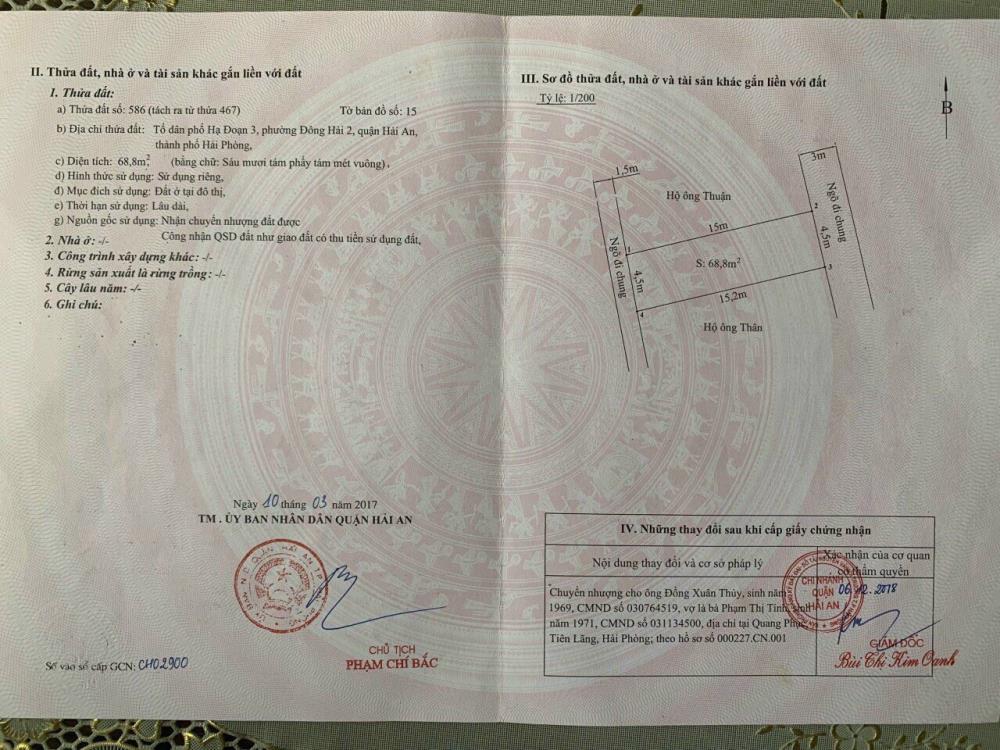 II. Thửa đất, nhà ở và tài sản khác gắn liền với đất
1. Thửa đất:
a) Thửa đất số: 586 (tách ra từ thửa 467) Tờ bản đồ số: 15
b) Địa chỉ thửa đất: Tổ dân phố Hạ Đoạn 3, phường Đông Hải 2, quận Hải An,
thành phố Hải Phòng,
c) Diện tích: 68,8m², (bằng chữ: Sáu mươi tám phẩy tám mét vuông),
d) Hình thức sử dụng: Sử dụng riêng,
đ) Mục đích sử dụng: Đất ở tại đô thị,
e) Thời hạn sử dụng: Lâu dài,
g) Nguồn gốc sử dụng: Nhận chuyển nhượng đất được
Công nhận QSD đất như giao đất có thu tiền sử dụng đất,
2. Nhà ở: -/-
3. Công trình xây dựng khác: -/-
4. Rừng sản xuất là rừng trồng: -/-
5. Cây lâu năm: -/-
6. Ghi chú:
Ngày 10 tháng 03 năm 2017
TM . ỦY BAN NHÂN DÂN QUẬN HẢI AN
CHỦ TỊCH
PHẠM CHÍ BẮC
Số vào sổ cấp GCN: CH02900
III. Sơ đồ thửa đất, nhà ở và tài sản khác gắn liền với đất
Tỷ lệ: 1/200
B
3m
1,5m
Hộ ông Thuận
Ngõ đi chung
2
15m
4,5m
1
Ngõ đi chung
S: 68,8m²
3
4,5m
15,2m
4
Hộ ông Thân
IV. Những thay đổi sau khi cấp giấy chứng nhận
Nội dung thay đổi và cơ sở pháp lý
Xác nhận của cơ quan
có thẩm quyền
Chuyển nhượng cho ông Đồng Xuân Thủy, sinh năm
1969, CMND số 030764519, vợ là bà Phạm Thị Tính, sinh
năm 1971, CMND số 031134500, địa chỉ tại Quang Phục,
Tiên Lãng, Hải Phòng; theo hồ sơ số 000227.CN.001
CHI NHÁNH
QUẬN
HẢI AN
06.12.2018
GIÁM ĐỐC
Bùi Thị Kim Oanh